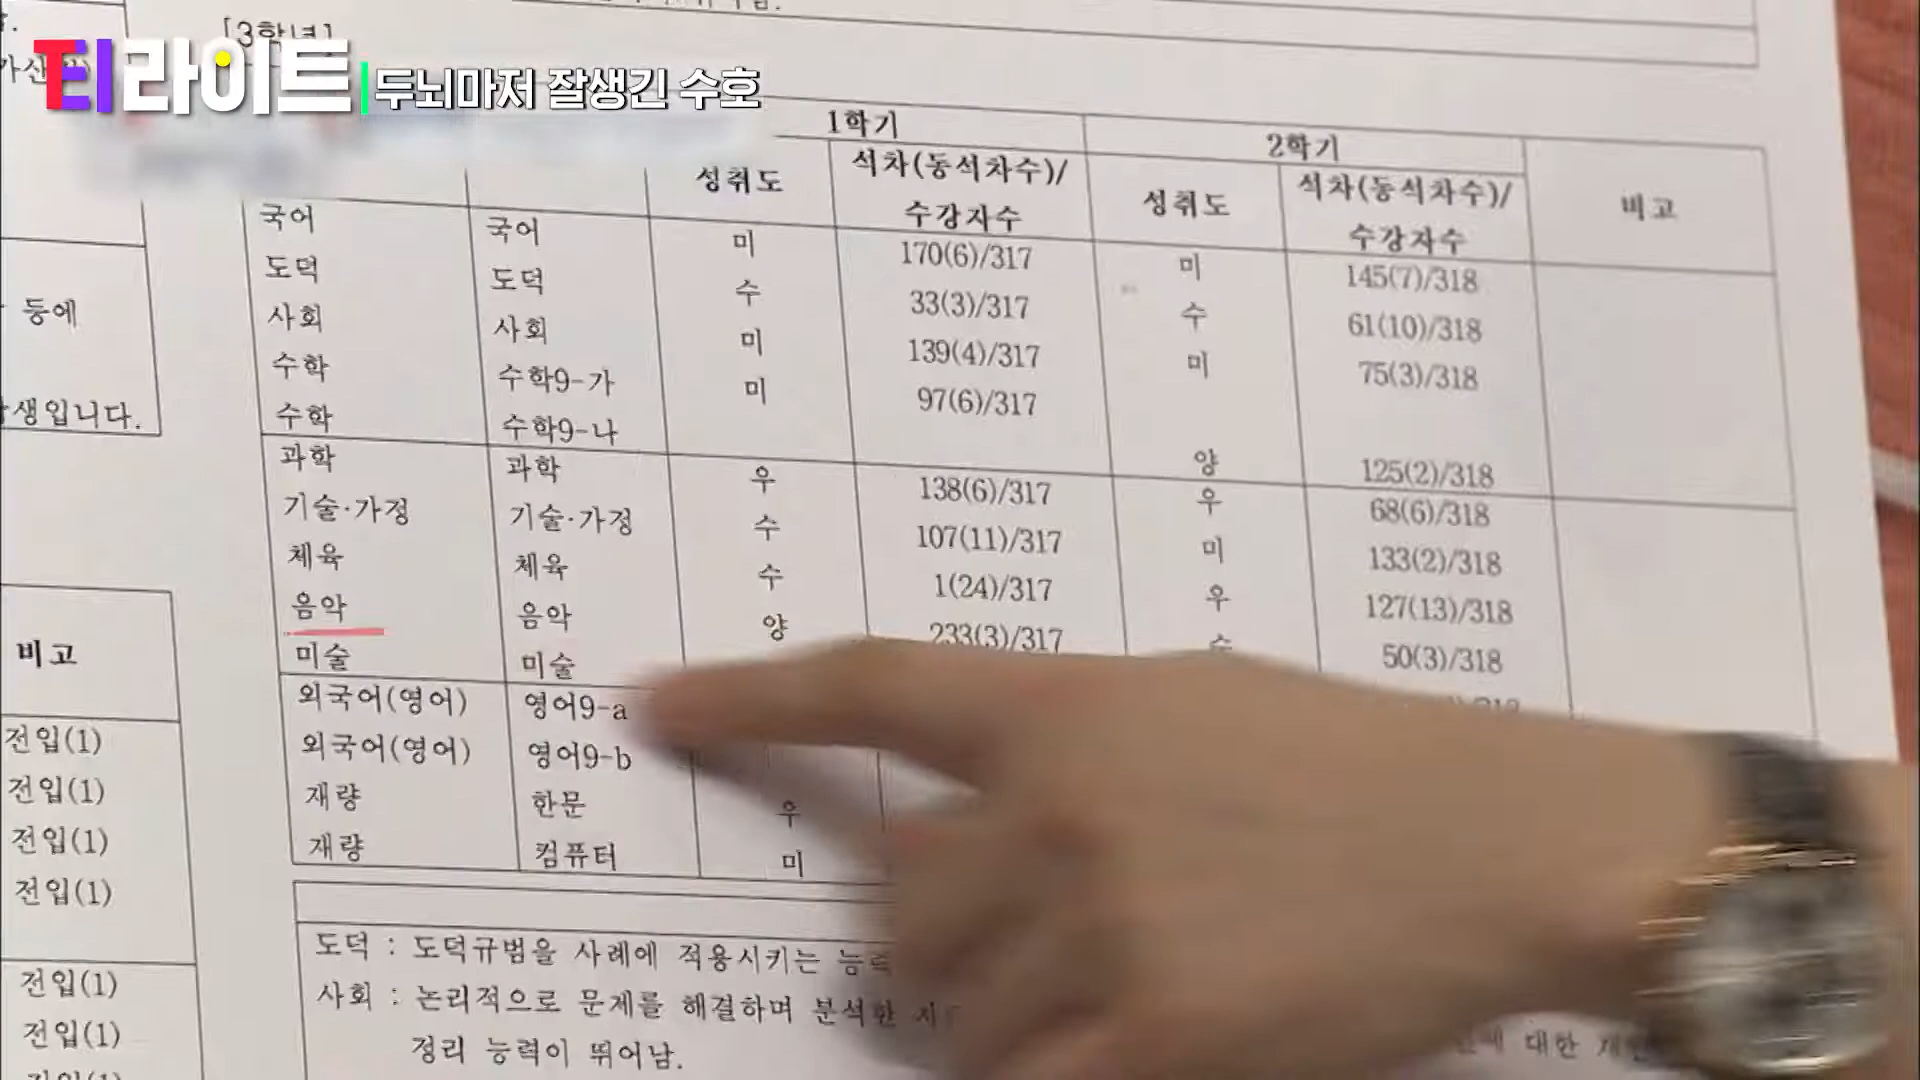 [3학년]
티라이트
두뇌마저 잘생긴 수호
1학기 2학기 비고
성취도 석차(동석차수)/수강자수 성취도 석차(동석차수)/수강자수
국어 국어 미 170(6)/317 미 145(7)/318
도덕 도덕 수 33(3)/317 수 61(10)/318
사회 사회 미 139(4)/317 미 75(3)/318
수학 수학9-가 미 97(6)/317
수학 수학9-나 양 125(2)/318
과학 과학 우 138(6)/317 우 68(6)/318
기술·가정 기술·가정 수 107(11)/317 미 133(2)/318
체육 체육 수 1(24)/317 우 127(13)/318
음악 음악 양 233(3)/317 50(3)/318
미술 미술
외국어(영어) 영어9-a
외국어(영어) 영어9-b
재량 한문 우
재량 컴퓨터 미
도덕 : 도덕규범을 사례에 적용시키는 능력
사회 : 논리적으로 문제를 해결하며 분석한
정리 능력이 뛰어남.
대한
등에
생입니다.
비고
전입(1)
전입(1)
전입(1)
전입(1)
전입(1)
전입(1)